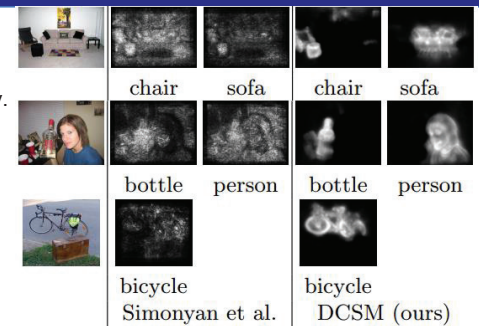 chair sofa chair sofa
y.
bottle person bottle person
bicycle bicycle
Simonyan et al. DCSM (ours)